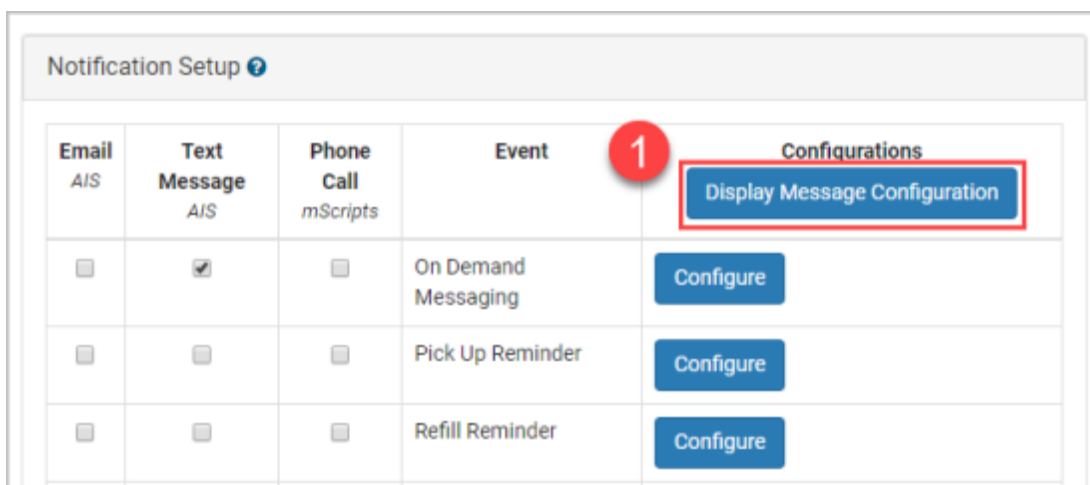 Notification Setup ?
Email
AIS
Text
Message
AIS
Phone
Call
mScripts
Event
1
Configurations
Display Message Configuration
On Demand
Messaging
Configure
Pick Up Reminder
Configure
Refill Reminder
Configure